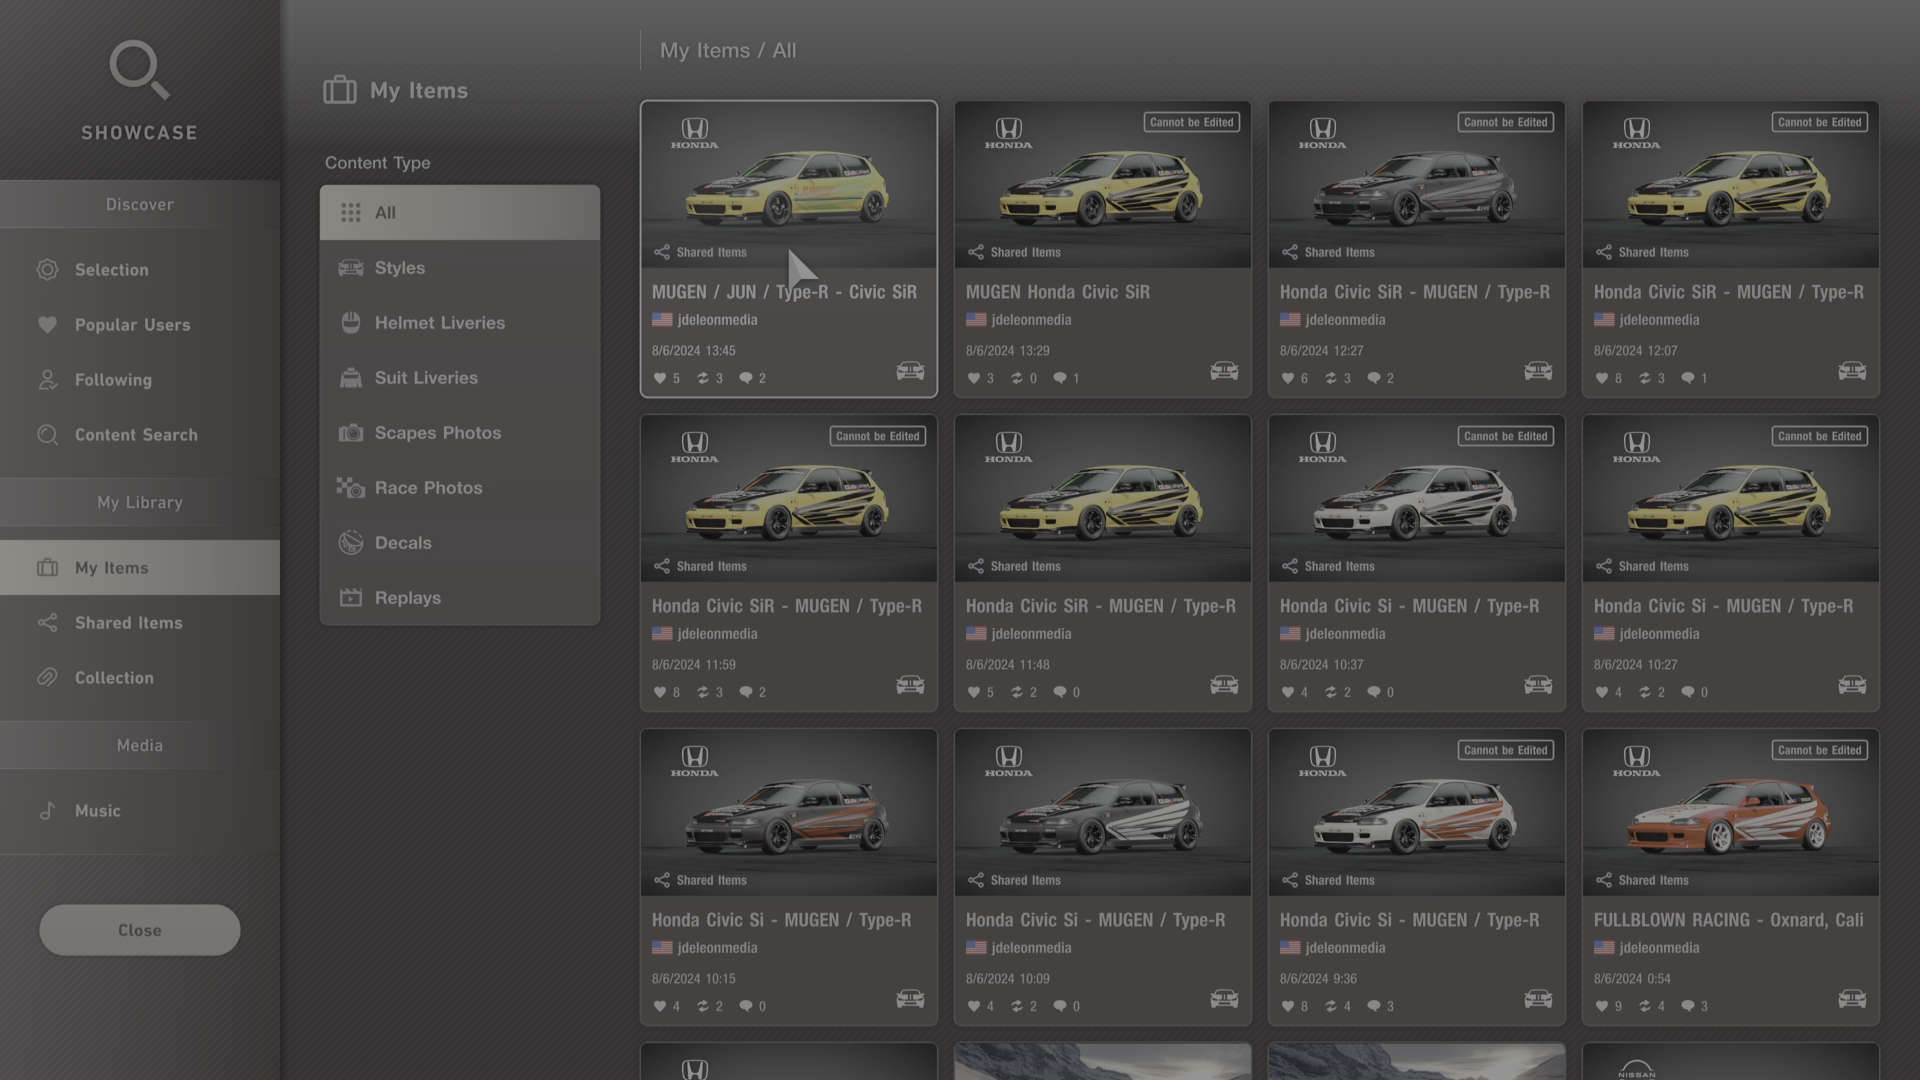 SHOWCASE
Discover
Selection
Popular Users
Following
Content Search
My Library
My Items
Shared Items
Collection
Media
Music
Close
My Items
Content Type
All
Styles
Helmet Liveries
Suit Liveries
Scapes Photos
Race Photos
Decals
Replays
My Items / All
HONDA
Shared Items
MUGEN / JUN / Type-R - Civic SiR
jdeleonmedia
8/6/2024 13:45
5 3 2
Cannot be Edited
HONDA
Shared Items
MUGEN Honda Civic SiR
jdeleonmedia
8/6/2024 13:29
3 0 1
Cannot be Edited
HONDA
Shared Items
Honda Civic SiR - MUGEN / Type-R
jdeleonmedia
8/6/2024 12:27
6 3 2
Cannot be Edited
HONDA
Shared Items
Honda Civic SiR - MUGEN / Type-R
jdeleonmedia
8/6/2024 12:07
8 3 1
Cannot be Edited
HONDA
Shared Items
Honda Civic SiR - MUGEN / Type-R
jdeleonmedia
8/6/2024 11:59
8 3 2
HONDA
Shared Items
Honda Civic SiR - MUGEN / Type-R
jdeleonmedia
8/6/2024 11:48
5 2 0
Cannot be Edited
HONDA
Shared Items
Honda Civic Si - MUGEN / Type-R
jdeleonmedia
8/6/2024 10:37
4 2 0
Cannot be Edited
HONDA
Shared Items
Honda Civic Si - MUGEN / Type-R
jdeleonmedia
8/6/2024 10:27
4 2 0
HONDA
Shared Items
Honda Civic Si - MUGEN / Type-R
jdeleonmedia
8/6/2024 10:15
4 2 0
HONDA
Shared Items
Honda Civic Si - MUGEN / Type-R
jdeleonmedia
8/6/2024 10:09
4 2 0
Cannot be Edited
HONDA
Shared Items
Honda Civic Si - MUGEN / Type-R
jdeleonmedia
8/6/2024 9:36
8 4 3
Cannot be Edited
HONDA
Shared Items
FULLBLOWN RACING - Oxnard, Cali
jdeleonmedia
8/6/2024 0:54
9 4 3
NISSAN